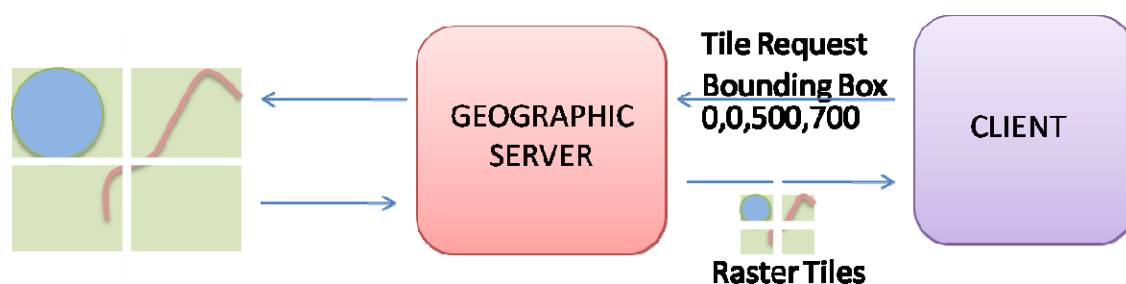 Tile Request
Bounding Box
0,0,500,700
GEOGRAPHIC
SERVER
CLIENT
Raster Tiles